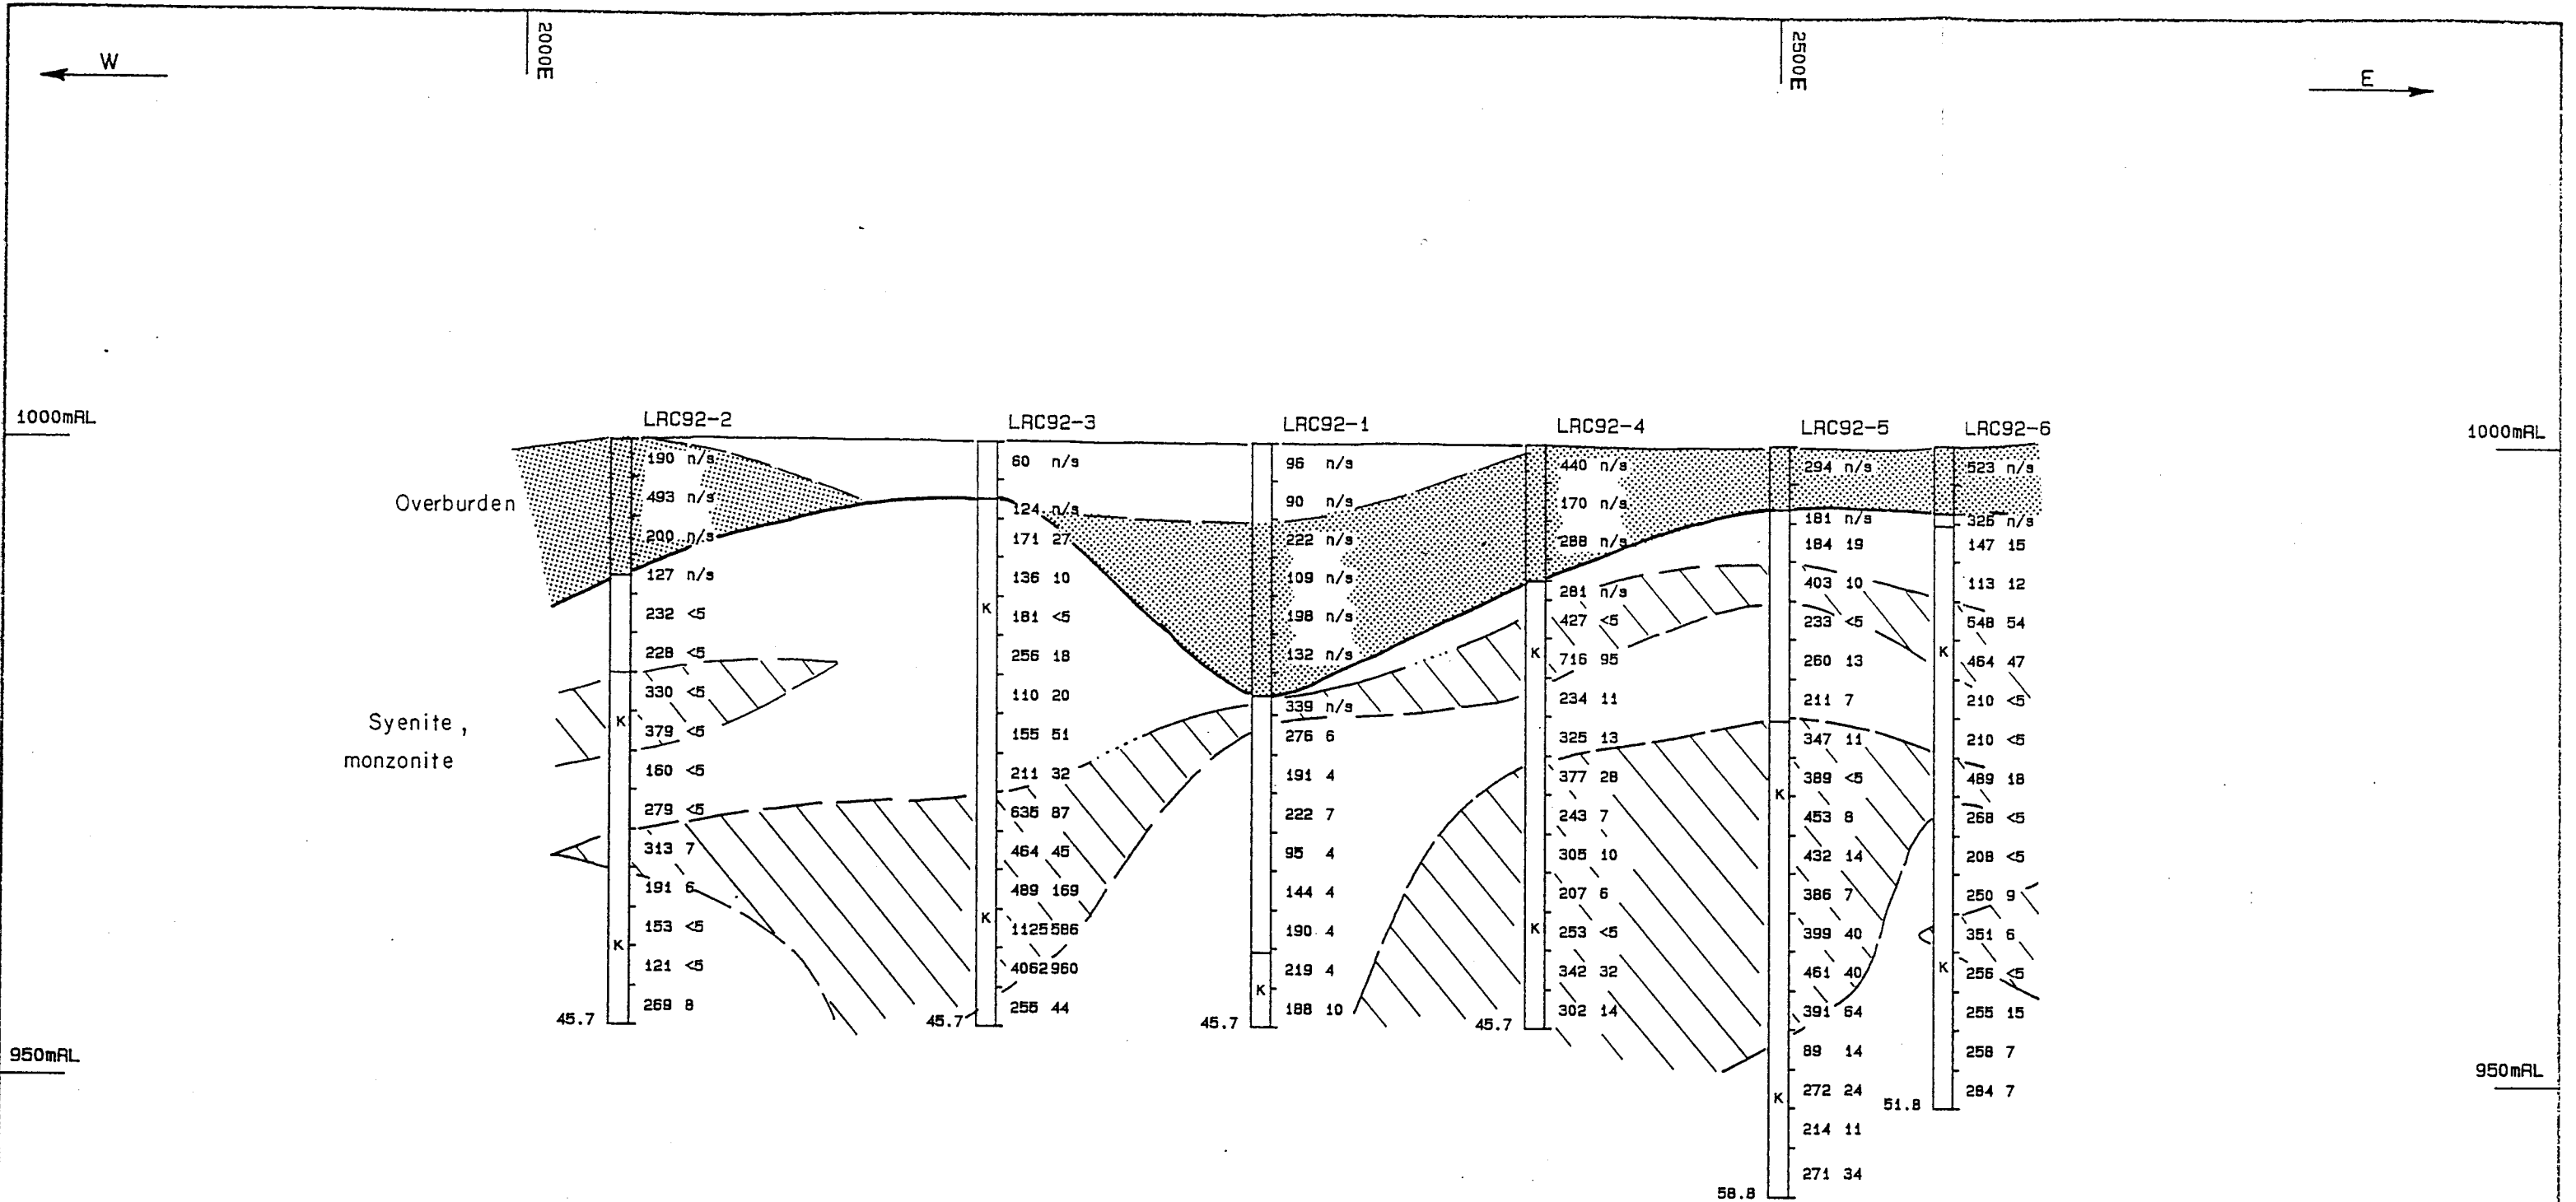 W
2000E
2500E
E
1000mRL
1000mRL
Overburden
Syenite,
monzonite
950mRL
950mRL
LRC92-2
190 n/s
493 n/s
200 n/s
127 n/s
232 <5
228 <5
330 <5
K
379 <5
160 <5
279 <5
313 7
191 6
153 <5
K
121 <5
269 8
45.7
LRC92-3
60 n/s
124 n/s
171 27
136 10
K
181 <5
256 18
110 20
155 51
211 32
635 87
464 45
489 169
K
1125 586
4062 960
255 44
45.7
LRC92-1
96 n/s
90 n/s
222 n/s
109 n/s
198 n/s
132 n/s
339 n/s
276 6
191 4
222 7
95 4
144 4
190 4
219 4
K
188 10
45.7
LRC92-4
440 n/s
170 n/s
288 n/s
281 n/s
427 <5
K
716 95
234 11
325 13
377 28
243 7
305 10
207 6
K
253 <5
342 32
302 14
45.7
LRC92-5
294 n/s
181 n/s
184 19
403 10
233 <5
260 13
211 7
347 11
389 <5
K
453 8
432 14
386 7
399 40
461 40
391 64
89 14
272 24
K
214 11
271 34
58.8
LRC92-6
523 n/s
325 n/s
147 15
113 12
548 54
K
464 47
210 <5
210 <5
489 18
268 <5
208 <5
250 9
351 6
K
256 <5
255 15
258 7
284 7
51.8